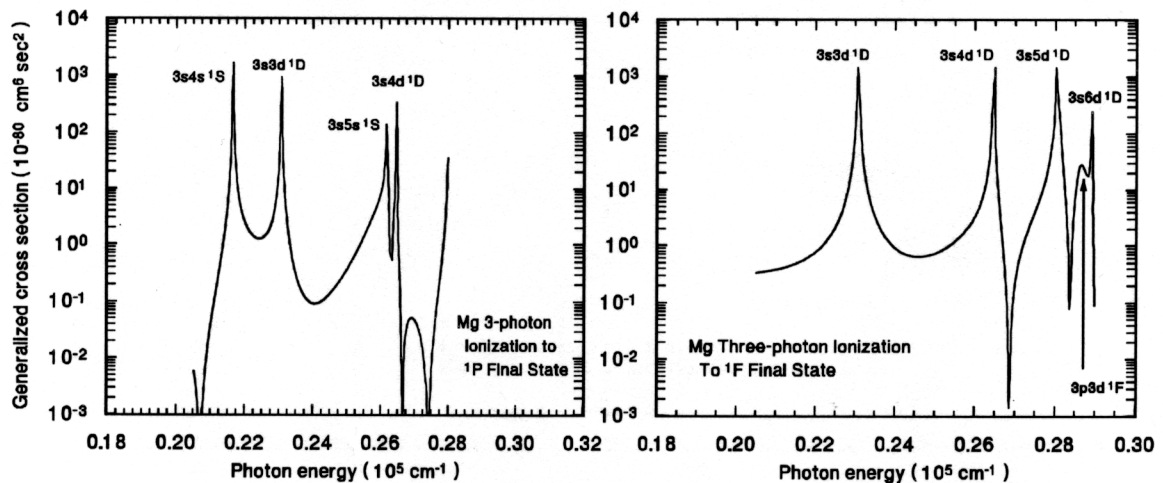 Generalized cross section ( 10⁻⁸⁰ cm⁶ sec²)
10⁴
10³
10²
10¹
10⁰
10⁻¹
10⁻²
10⁻³
3s4s ¹S
3s3d ¹D
3s5s ¹S
3s4d ¹D
Mg 3-photon
Ionization to
¹P Final State
0.18 0.20 0.22 0.24 0.26 0.28 0.30 0.32
Photon energy ( 10⁵ cm⁻¹)
10⁴
10³
10²
10¹
10⁰
10⁻¹
10⁻²
10⁻³
3s3d ¹D
3s4d ¹D
3s5d ¹D
3s6d ¹D
Mg Three-photon Ionization
To ¹F Final State
3p3d ¹F
0.18 0.20 0.22 0.24 0.26 0.28 0.30
Photon energy ( 10⁵ cm⁻¹)